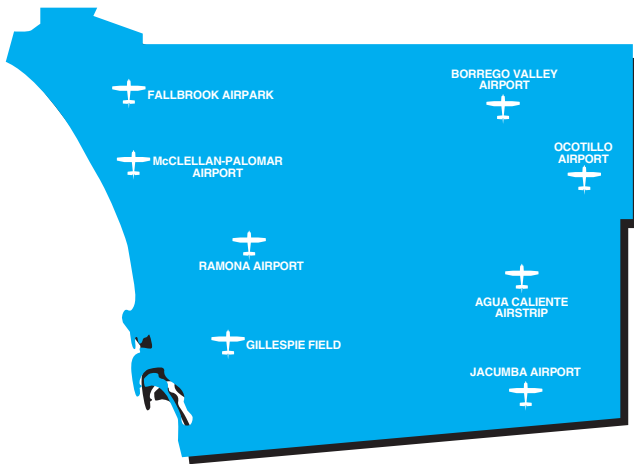 BORREGO VALLEY
AIRPORT
FALLBROOK AIRPARK
OCOTILLO
AIRPORT
McCLELLAN-PALOMAR
AIRPORT
RAMONA AIRPORT
AGUA CALIENTE
AIRSTRIP
GILLESPIE FIELD
JACUMBA AIRPORT